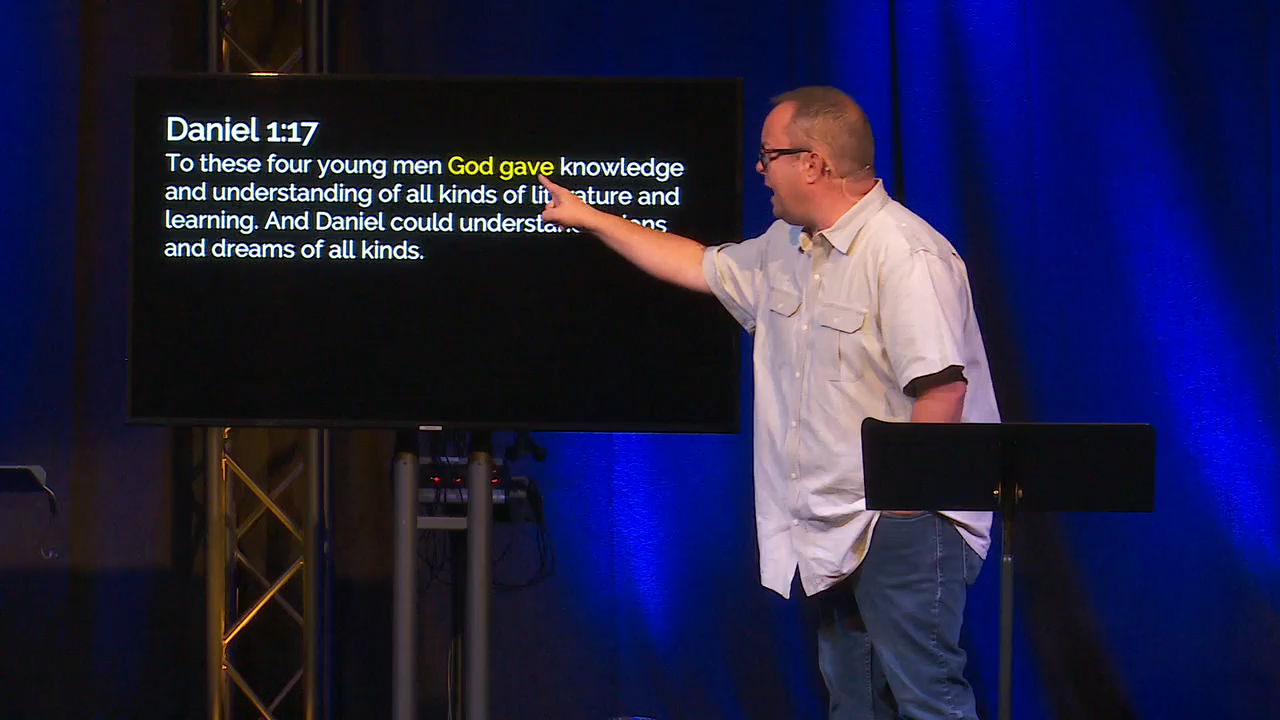 Daniel 1:17
To these four young men God gave knowledge
and understanding of all kinds of and
learning. And Daniel could
and dreams of all kinds.